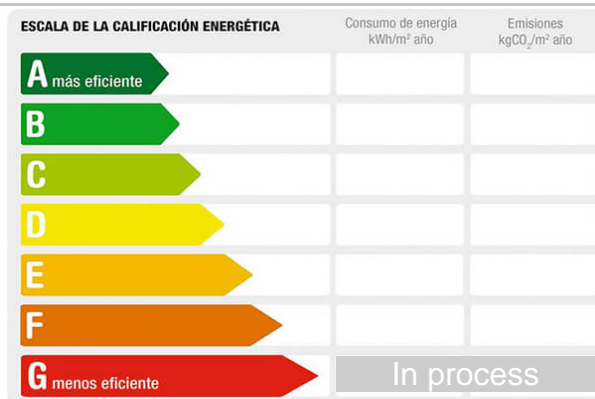 ESCALA DE LA CALIFICACIÓN ENERGÉTICA
Consumo de energía
kWh/m² año
Emisiones
kgCO₂/m² año
A más eficiente
B
C
D
E
F
G menos eficiente
In process